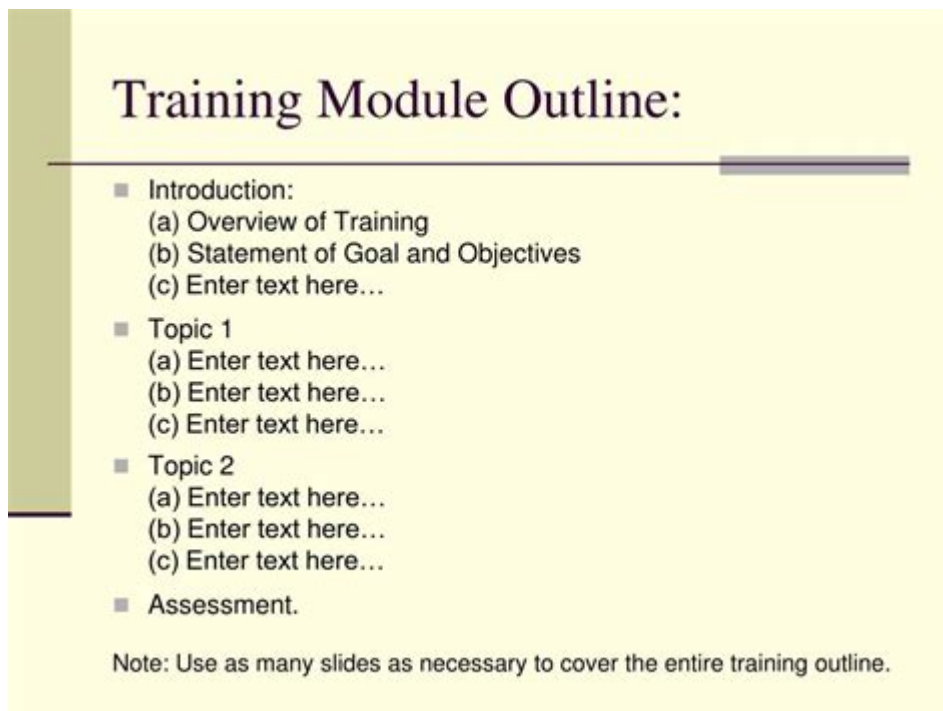 Training Module Outline:
Introduction:
(a) Overview of Training
(b) Statement of Goal and Objectives
(c) Enter text here…
Topic 1
(a) Enter text here…
(b) Enter text here…
(c) Enter text here…
Topic 2
(a) Enter text here…
(b) Enter text here…
(c) Enter text here…
Assessment.
Note: Use as many slides as necessary to cover the entire training outline.